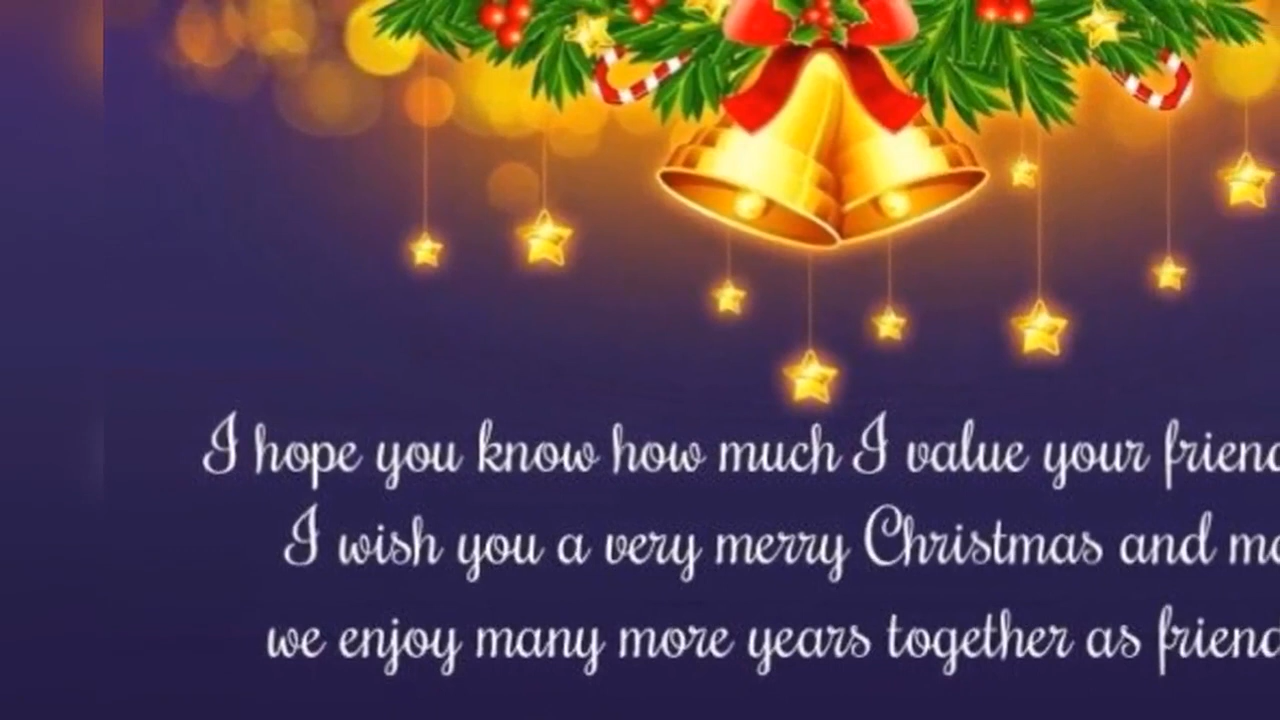 I hope you know how much I value your
I wish you a very merry Christmas and
we enjoy many more years together as